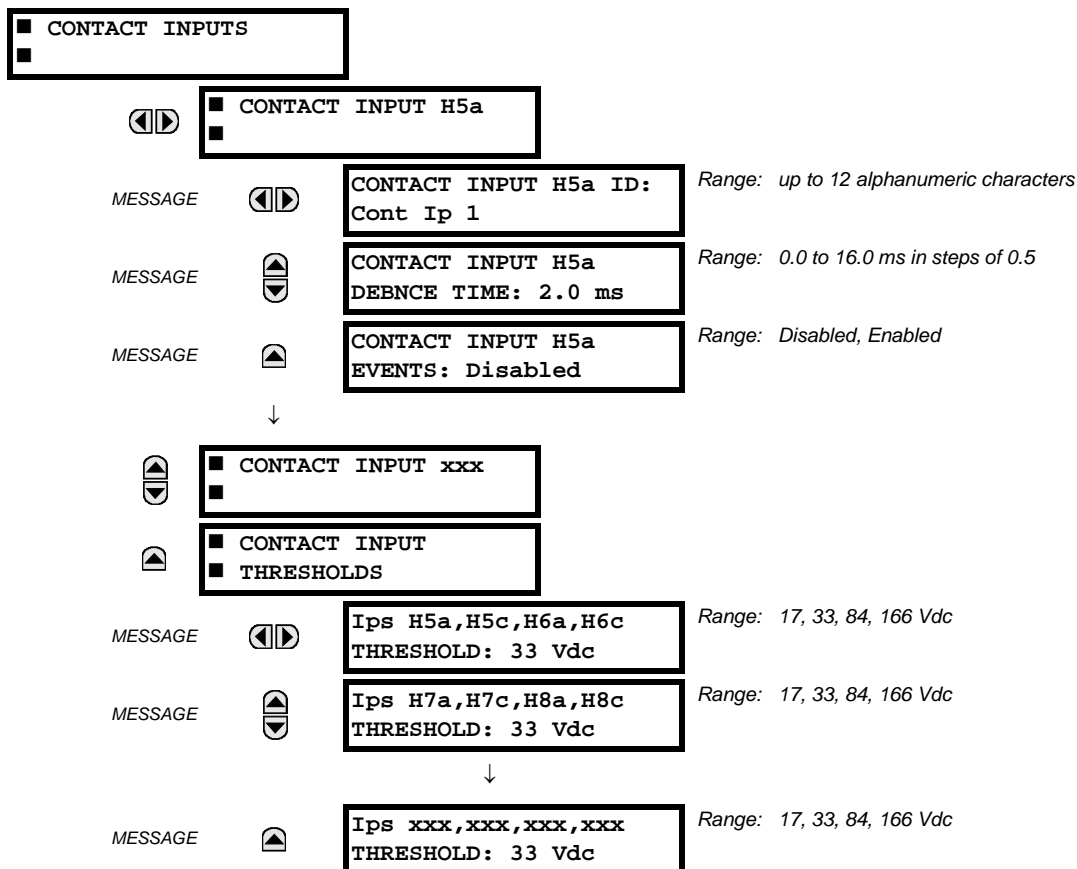 CONTACT INPUTS
CONTACT INPUT H5a
MESSAGE
CONTACT INPUT H5a ID:
Cont Ip 1
Range: up to 12 alphanumeric characters
MESSAGE
CONTACT INPUT H5a
DEBNCE TIME: 2.0 ms
Range: 0.0 to 16.0 ms in steps of 0.5
MESSAGE
CONTACT INPUT H5a
EVENTS: Disabled
Range: Disabled, Enabled
↓
CONTACT INPUT xxx
CONTACT INPUT
THRESHOLDS
MESSAGE
Ips H5a,H5c,H6a,H6c
THRESHOLD: 33 Vdc
Range: 17, 33, 84, 166 Vdc
MESSAGE
Ips H7a,H7c,H8a,H8c
THRESHOLD: 33 Vdc
Range: 17, 33, 84, 166 Vdc
↓
MESSAGE
Ips xxx,xxx,xxx,xxx
THRESHOLD: 33 Vdc
Range: 17, 33, 84, 166 Vdc